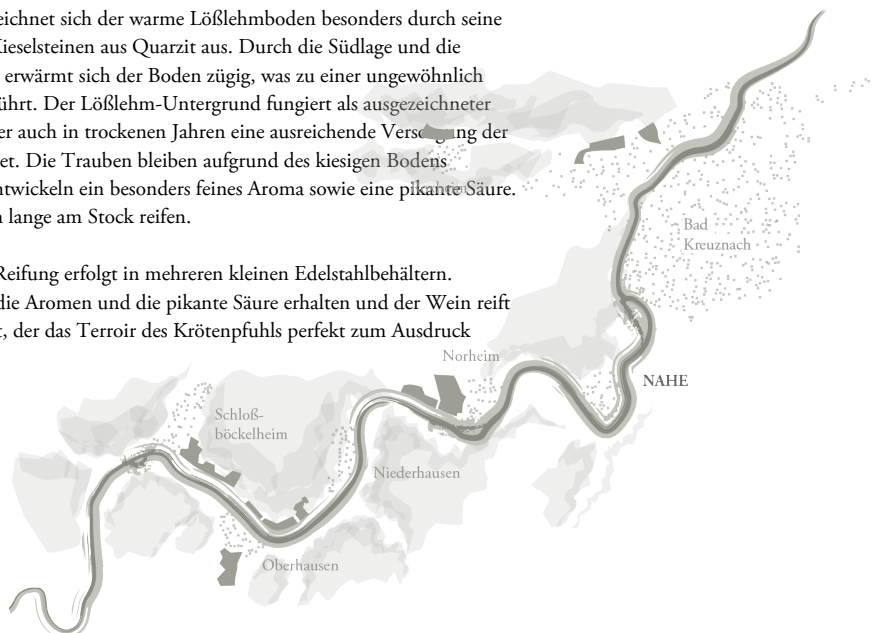 eichnet sich der warme Lößlehmboden besonders durch seine
Kieselsteinen aus Quarzit aus. Durch die Südlage und die
erwärmt sich der Boden zügig, was zu einer ungewöhnlich
ührt. Der Lößlehm-Untergrund fungiert als ausgezeichneter
er auch in trockenen Jahren eine ausreichende Versorgung der
et. Die Trauben bleiben aufgrund des kiesigen Bodens
ntwickeln ein besonders feines Aroma sowie eine pikante Säure.
n lange am Stock reifen.
Reifung erfolgt in mehreren kleinen Edelstahlbehältern.
die Aromen und die pikante Säure erhalten und der Wein reift
t, der das Terroir des Krötenpfuhls perfekt zum Ausdruck
Bad
Kreuznach
Norheim
NAHE
Schloß-
böckelheim
Niederhausen
Oberhausen